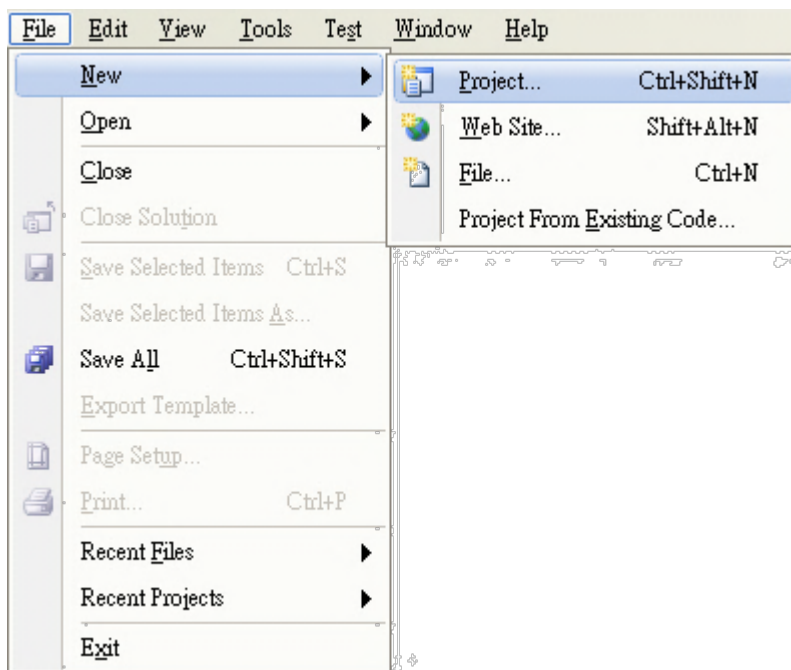 File Edit View Tools Test Window Help
New
Open
Close
Close Solution
Save Selected Items Ctrl+S
Save Selected Items As...
Save All Ctrl+Shift+S
Export Template...
Page Setup...
Print... Ctrl+P
Recent Files
Recent Projects
Exit
Project... Ctrl+Shift+N
Web Site... Shift+Alt+N
File... Ctrl+N
Project From Existing Code...